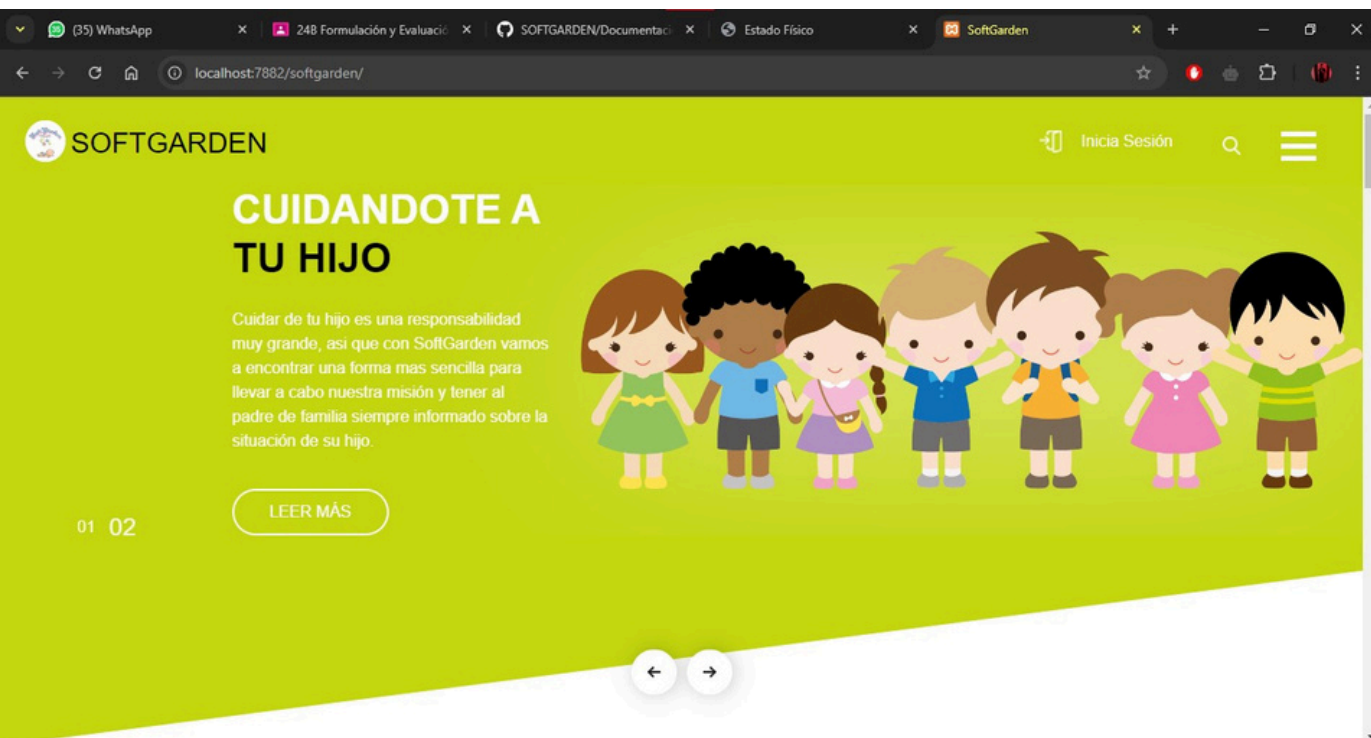 (35) WhatsApp
24B Formulación y Evaluació
SOFTGARDEN/Documentaci
Estado Físico
SoftGarden
localhost:7882/softgarden/
SOFTGARDEN
Inicia Sesión
CUIDANDOTE A
TU HIJO
Cuidar de tu hijo es una responsabilidad
muy grande, asi que con SoftGarden vamos
a encontrar una forma mas sencilla para
llevar a cabo nuestra misión y tener al
padre de familia siempre informado sobre la
situación de su hijo.
LEER MÁS
01 02